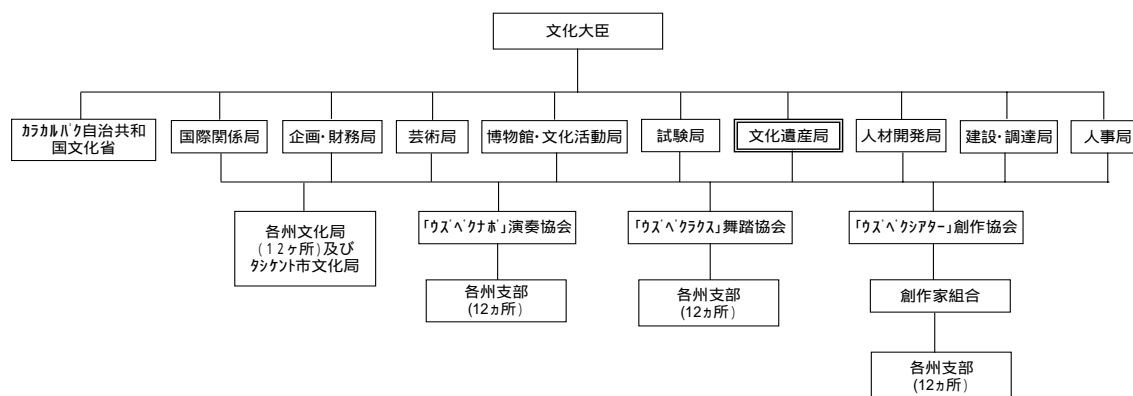 文化大臣
ｶﾗｶﾙﾊﾟｸ自治共和
国文化省
国際関係局
企画・財務局
芸術局
博物館・文化活動局
試験局
文化遺産局
人材開発局
建設・調達局
人事局
各州文化局
(12ヶ所)及び
ﾀｼｹﾝﾄ市文化局
「ｳｽﾞﾍﾞｸﾅﾎﾞ」演奏協会
「ｳｽﾞﾍﾞｸﾗｸｽ」舞踏協会
「ｳｽﾞﾍﾞｸｼｱﾀｰ」創作協会
各州支部
(12ヵ所)
各州支部
(12ヵ所)
創作家組合
各州支部
(12ヵ所)